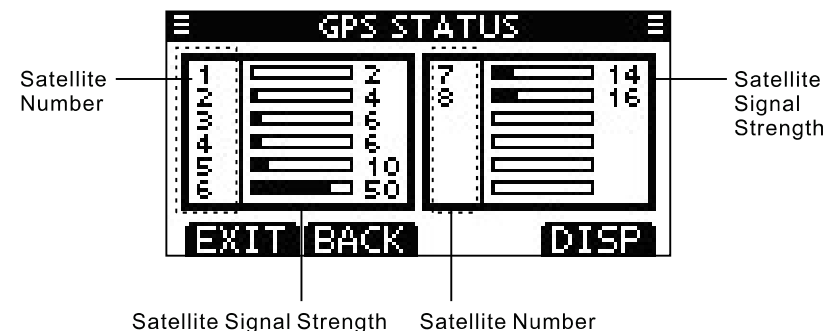 GPS STATUS
Satellite Number
1 2
2 4
3 6
4 6
5 10
6 50
7 14
8 16
Satellite Signal Strength
EXIT BACK DISP
Satellite Signal Strength
Satellite Number